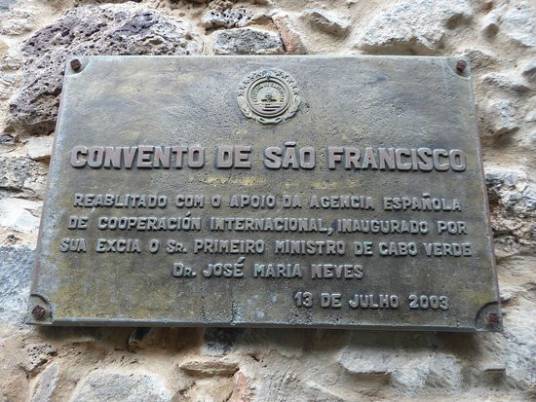 CONVENTO DE SÃO FRANCISCO
REABLITADO COM O APOIO DA AGENCIA ESPAÑOLA
DE COOPERACIÓN INTERNACIONAL, INAUGURADO POR
SUA EXCIA O SR. PRIMEIRO MINISTRO DE CABO VERDE
DR. JOSÉ MARIA NEVES
13 DE JULHO 2003